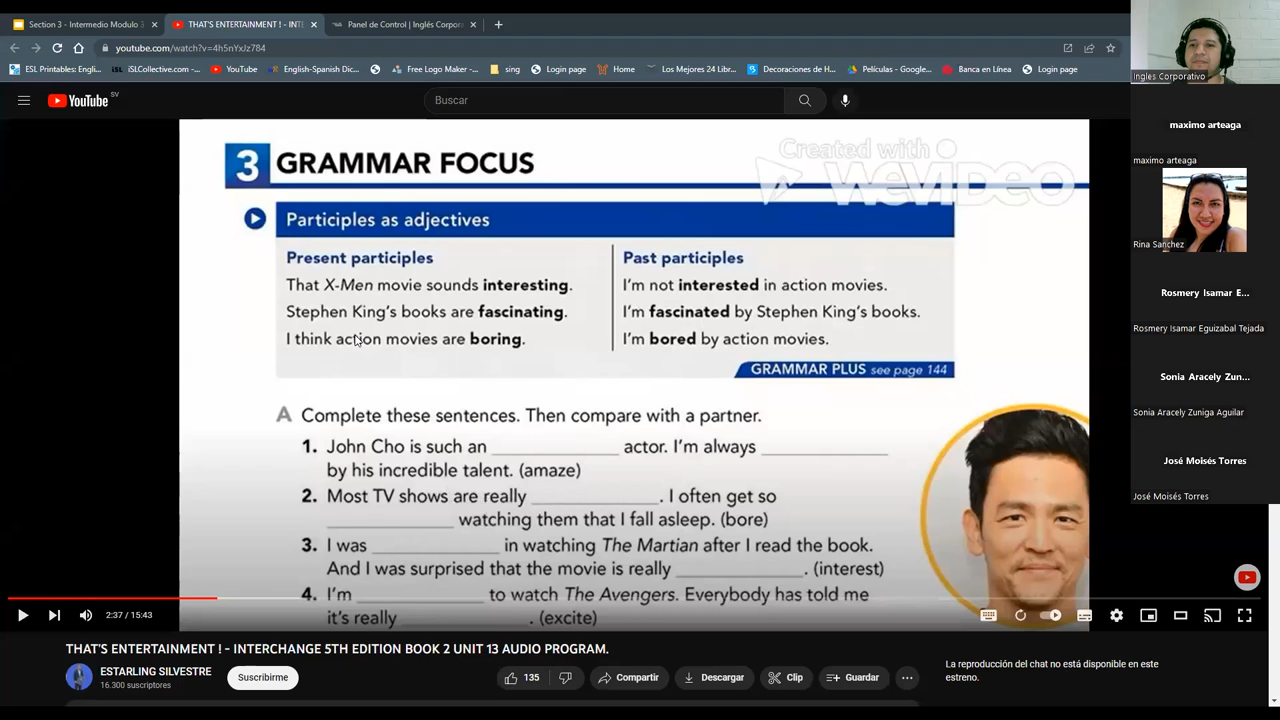 Section 3 - Intermedio Modulo 3
THAT'S ENTERTAINMENT ! - INTE
Panel de Control | Inglés Corpor
youtube.com/watch?v=4h5nYxJz784
ESL Printables: Engli...
iSLCollective.com -...
YouTube
English-Spanish Dic...
Free Logo Maker -...
sing
Login page
Home
Los Mejores 24 Libr...
Decoraciones de H...
Películas - Google...
Banca en Línea
Login page
YouTube SV
Buscar
Created with
WEVIDEO
3 GRAMMAR FOCUS
Participles as adjectives
Present participles
That X-Men movie sounds interesting.
Stephen King's books are fascinating.
I think action movies are boring.
Past participles
I'm not interested in action movies.
I'm fascinated by Stephen King's books.
I'm bored by action movies.
GRAMMAR PLUS see page 144
A Complete these sentences. Then compare with a partner.
1. John Cho is such an ____________ actor. I'm always ____________
by his incredible talent. (amaze)
2. Most TV shows are really ____________. I often get so
____________ watching them that I fall asleep. (bore)
3. I was ____________ in watching The Martian after I read the book.
And I was surprised that the movie is really ____________. (interest)
4. I'm ____________ to watch The Avengers. Everybody has told me
it's really ____________. (excite)
2:37 / 15:43
THAT'S ENTERTAINMENT ! - INTERCHANGE 5TH EDITION BOOK 2 UNIT 13 AUDIO PROGRAM.
ESTARLING SILVESTRE
16.300 suscriptores
Suscribirme
135
Compartir
Descargar
Clip
Guardar
La reproducción del chat no está disponible en este
estreno.
Ingles Corporativo
maximo arteaga
maximo arteaga
Rina Sanchez
Rosmery Isamar E...
Rosmery Isamar Eguizabal Tejada
Sonia Aracely Zun...
Sonia Aracely Zuniga Aguilar
José Moisés Torres
José Moisés Torres